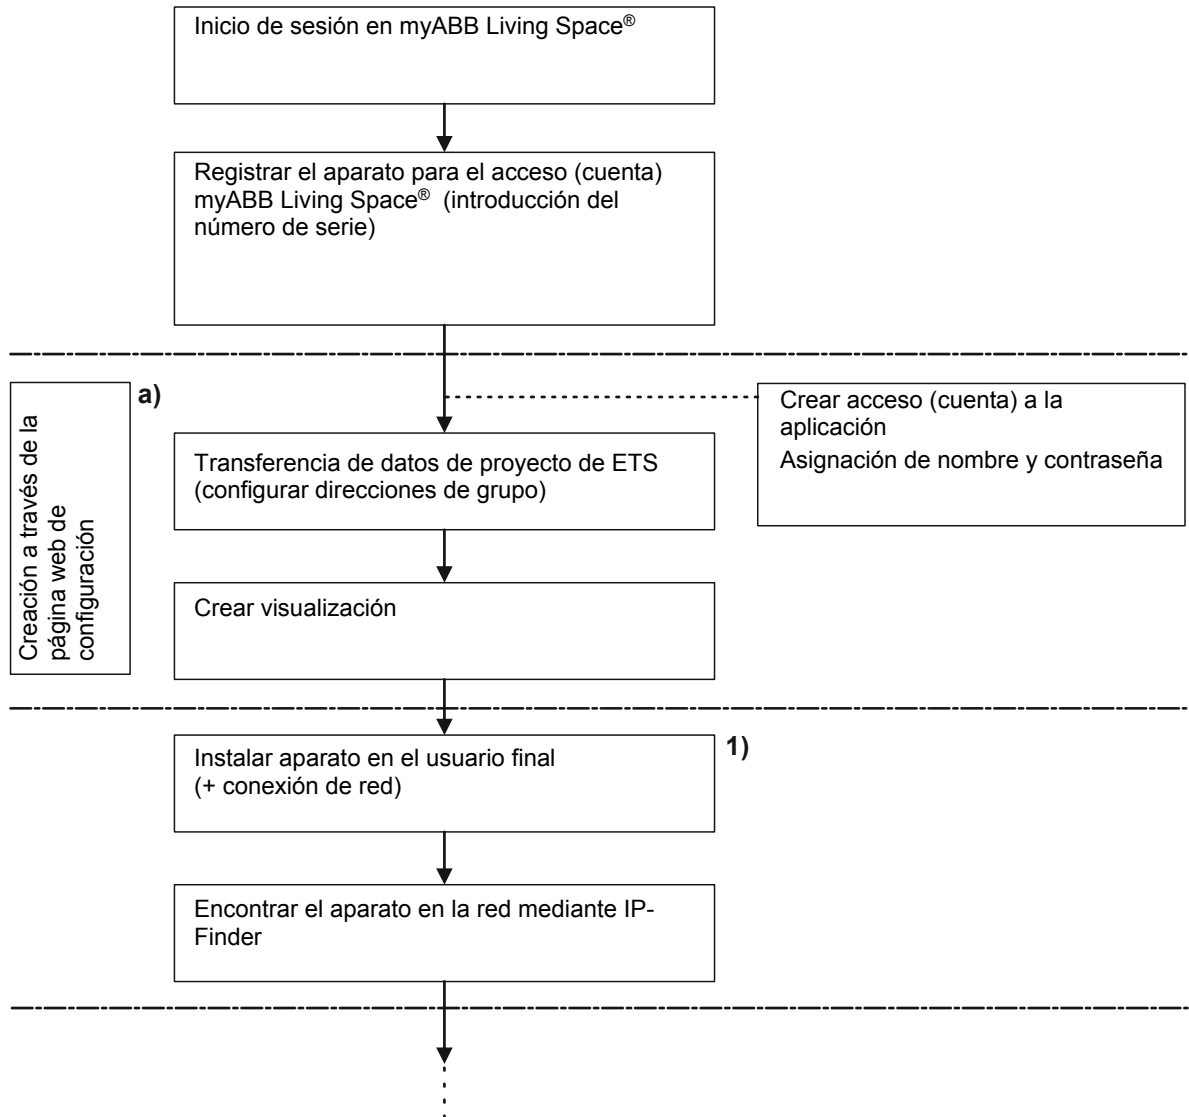 Inicio de sesión en myABB Living Space®
Registrar el aparato para el acceso (cuenta)
myABB Living Space® (introducción del
número de serie)
Creación a través de la
página web de
configuración
a)
Crear acceso (cuenta) a la
aplicación
Asignación de nombre y contraseña
Transferencia de datos de proyecto de ETS
(configurar direcciones de grupo)
Crear visualización
Instalar aparato en el usuario final
(+ conexión de red)
1)
Encontrar el aparato en la red mediante IP-
Finder